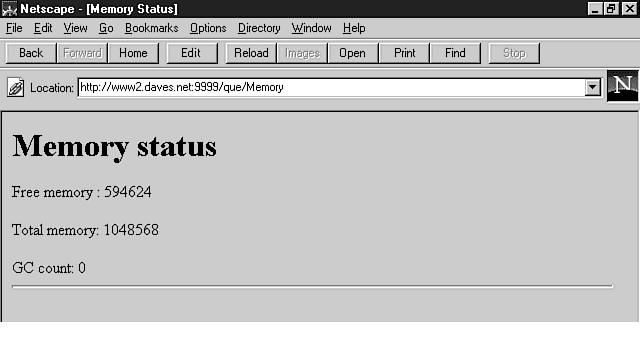 Netscape - [Memory Status]
File Edit View Go Bookmarks Options Directory Window Help
Back Forward Home Edit Reload Images Open Print Find Stop
Location: http://www2.daves.net:9999/que/Memory N
Memory status
Free memory : 594624
Total memory: 1048568
GC count: 0